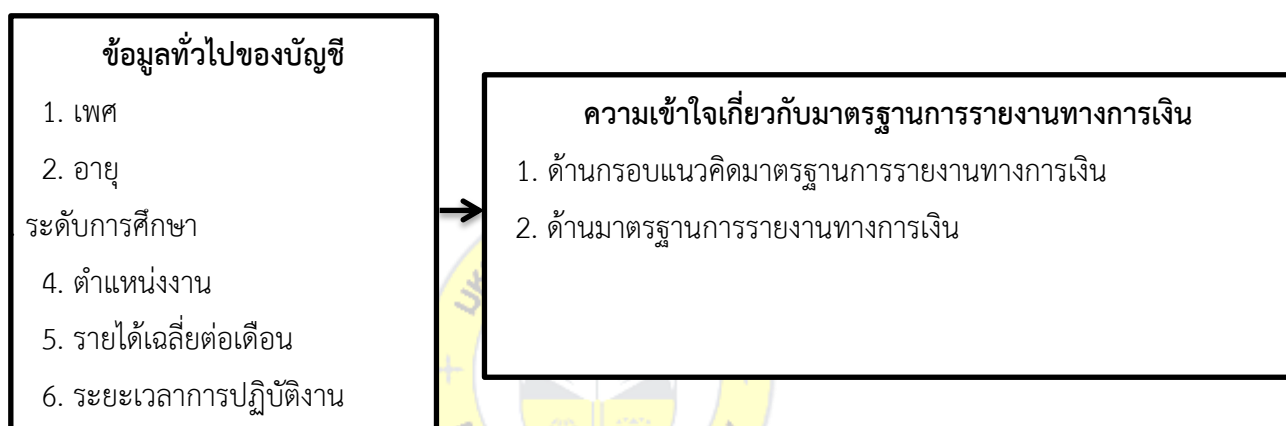 ข้อมูลทั่วไปของบัญชี
1. เพศ
2. อายุ
ระดับการศึกษา
4. ตำแหน่งงาน
5. รายได้เฉลี่ยต่อเดือน
6. ระยะเวลาการปฏิบัติงาน
ความเข้าใจเกี่ยวกับมาตรฐานการรายงานทางการเงิน
1. ด้านกรอบแนวคิดมาตรฐานการรายงานทางการเงิน
2. ด้านมาตรฐานการรายงานทางการเงิน